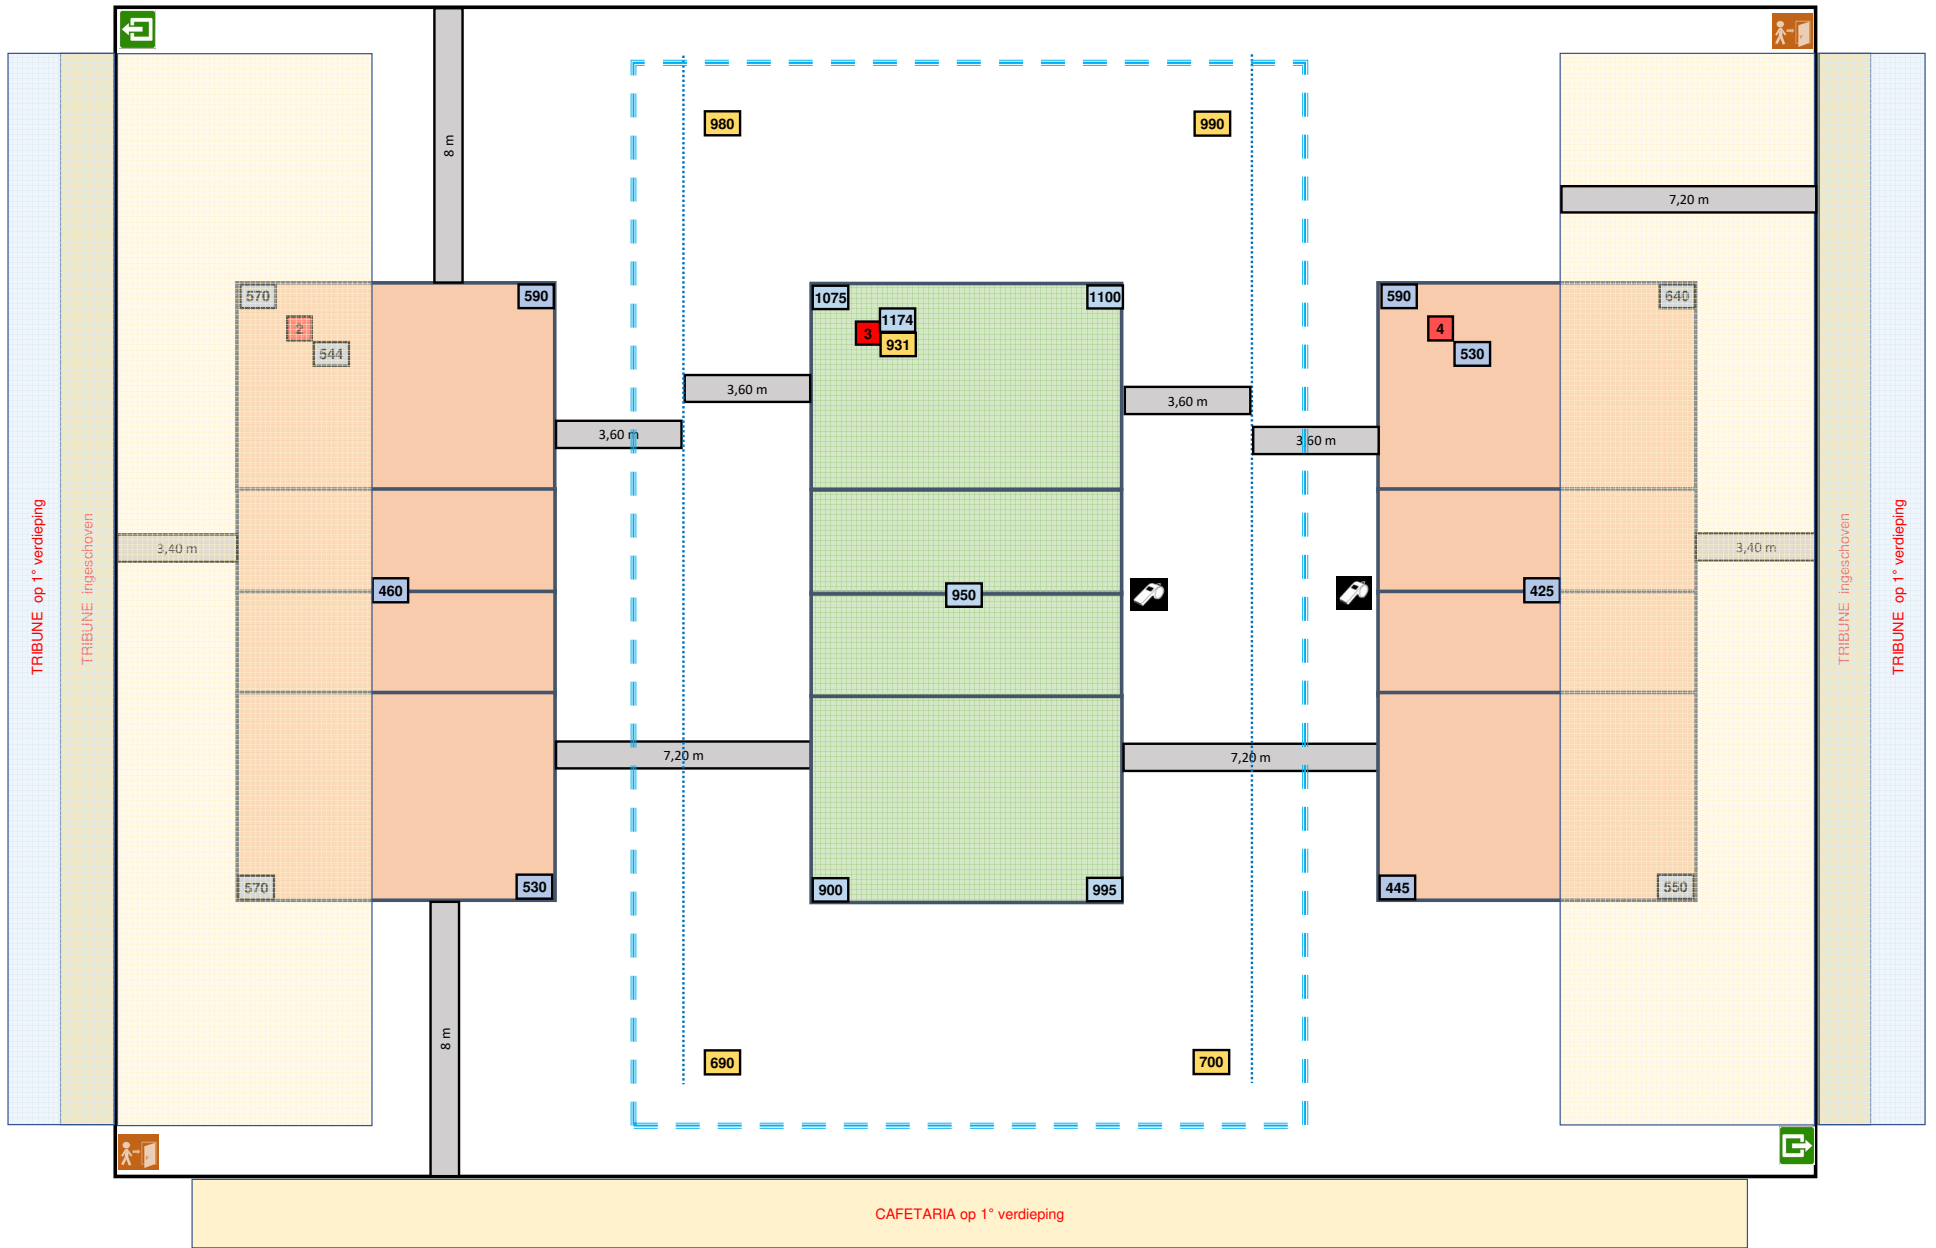 8 m
980
990
7,20 m
570
590
1075
1100
590
640
2
544
3
1174
931
4
530
3,60 m
3,60 m
3,60 m
3,60 m
TRIBUNE op 1° verdieping
TRIBUNE ingeschoven
3,40 m
3,40 m
TRIBUNE ingeschoven
TRIBUNE op 1° verdieping
460
950
425
7,20 m
7,20 m
570
530
900
995
445
550
8 m
690
700
CAFETARIA op 1° verdieping